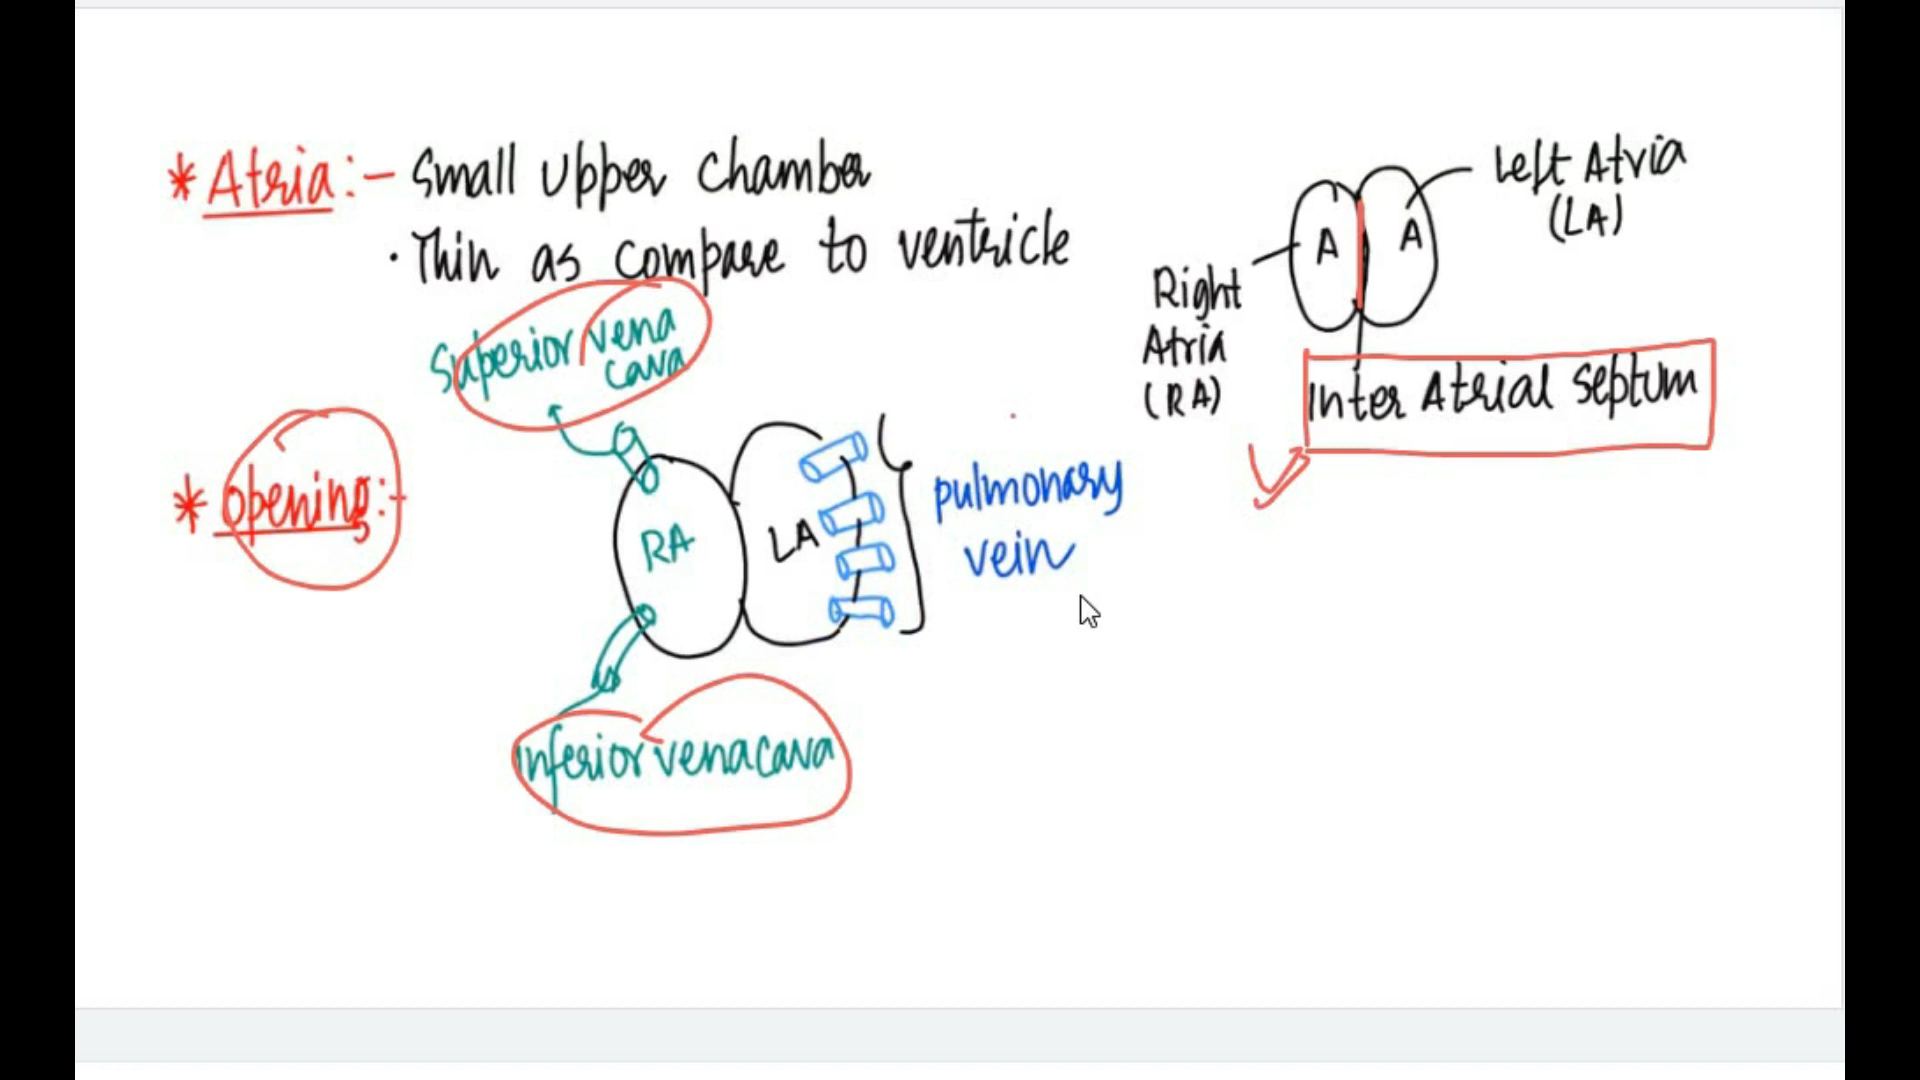 * Atria :- Small Upper Chamber
• Thin as compare to ventricle
Left Atria
(LA)
A A
Right
Atria
(RA)
Inter Atrial septum
* Opening :-
Superior vena
cava
RA LA
pulmonary
vein
Inferior venacava